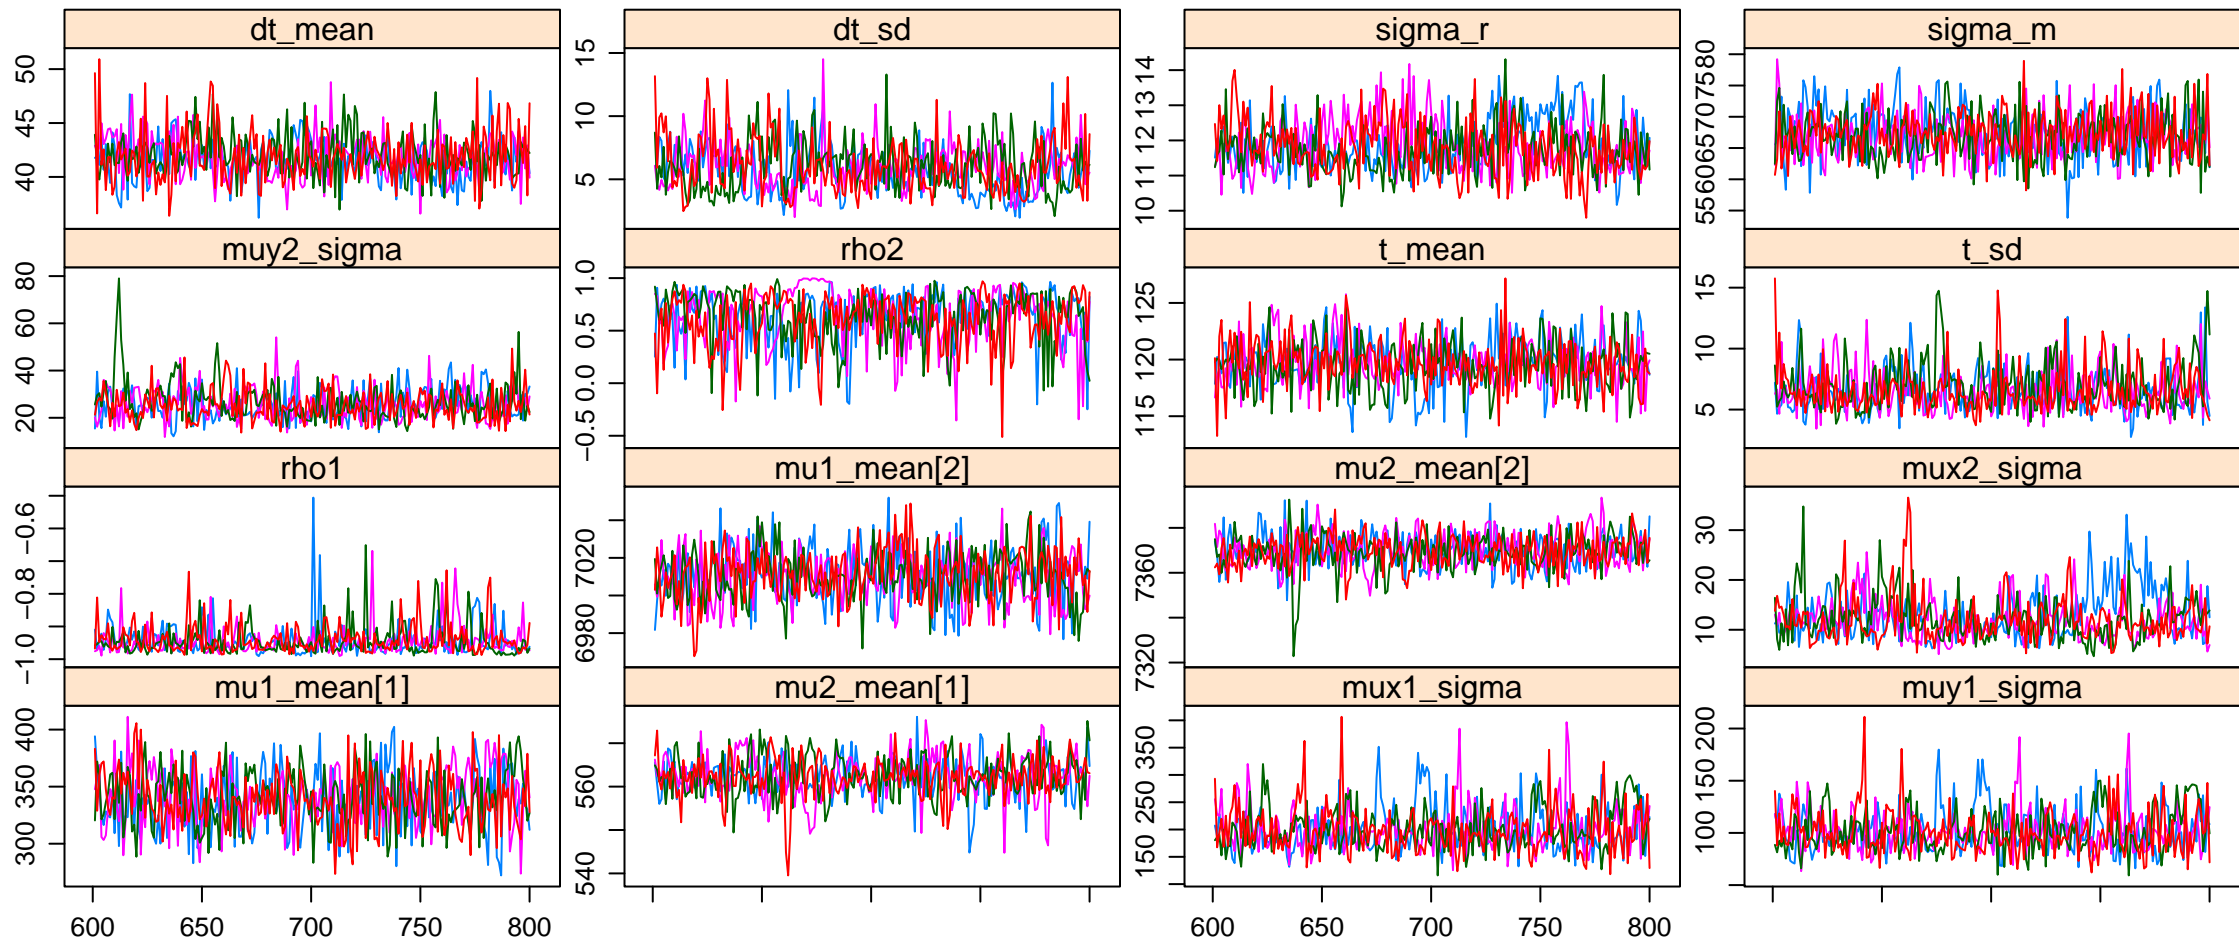 dt_mean
dt_sd
sigma_r
sigma_m
40 45 50
5 10 15
10 11 12 13 14
55 60 65 70 75 80
muy2_sigma
rho2
t_mean
t_sd
20 40 60 80
−0.5 0.0 0.5 1.0
115 120 125
5 10 15
rho1
mu1_mean[2]
mu2_mean[2]
mux2_sigma
−1.0 −0.8 −0.6
6980 7020
7320 7360
10 20 30
mu1_mean[1]
mu2_mean[1]
mux1_sigma
muy1_sigma
300 350 400
540 560
150 250 350
100 150 200
600 650 700 750 800
600 650 700 750 800